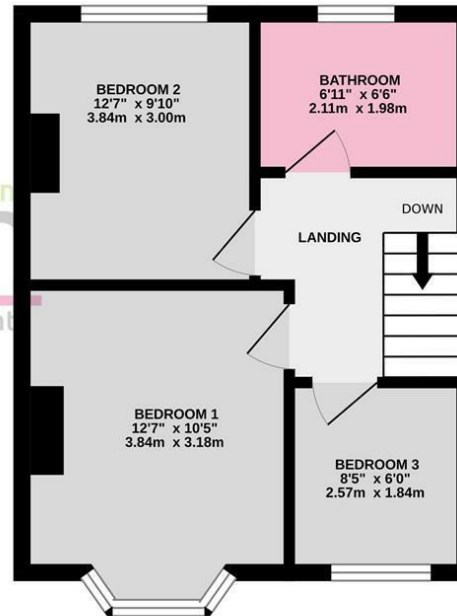 BEDROOM 2
12'7" x 9'10"
3.84m x 3.00m
BATHROOM
6'11" x 6'6"
2.11m x 1.98m
DOWN
LANDING
BEDROOM 1
12'7" x 10'5"
3.84m x 3.18m
BEDROOM 3
8'5" x 6'0"
2.57m x 1.84m